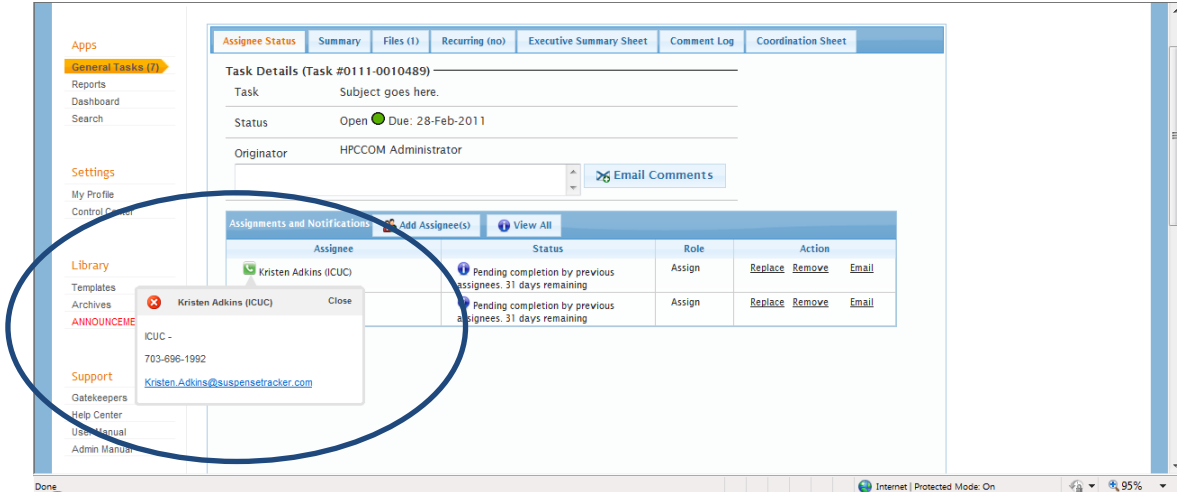 Apps
General Tasks (7)
Reports
Dashboard
Search
Settings
My Profile
Control Center
Library
Templates
Archives
ANNOUNCEME
Support
Gatekeepers
Help Center
User Manual
Admin Manual
Assignee Status Summary Files (1) Recurring (no) Executive Summary Sheet Comment Log Coordination Sheet
Task Details (Task #0111-0010489)
Task Subject goes here.
Status Open Due: 28-Feb-2011
Originator HPCCOM Administrator
Email Comments
Assignments and Notifications Add Assignee(s) View All
Assignee Status Role Action
Kristen Adkins (ICUC) Pending completion by previous assignees. 31 days remaining Assign Replace Remove Email
Pending completion by previous assignees. 31 days remaining Assign Replace Remove Email
Kristen Adkins (ICUC) Close
ICUC -
703-696-1992
Kristen.Adkins@suspensetracker.com
Done Internet | Protected Mode: On 95%